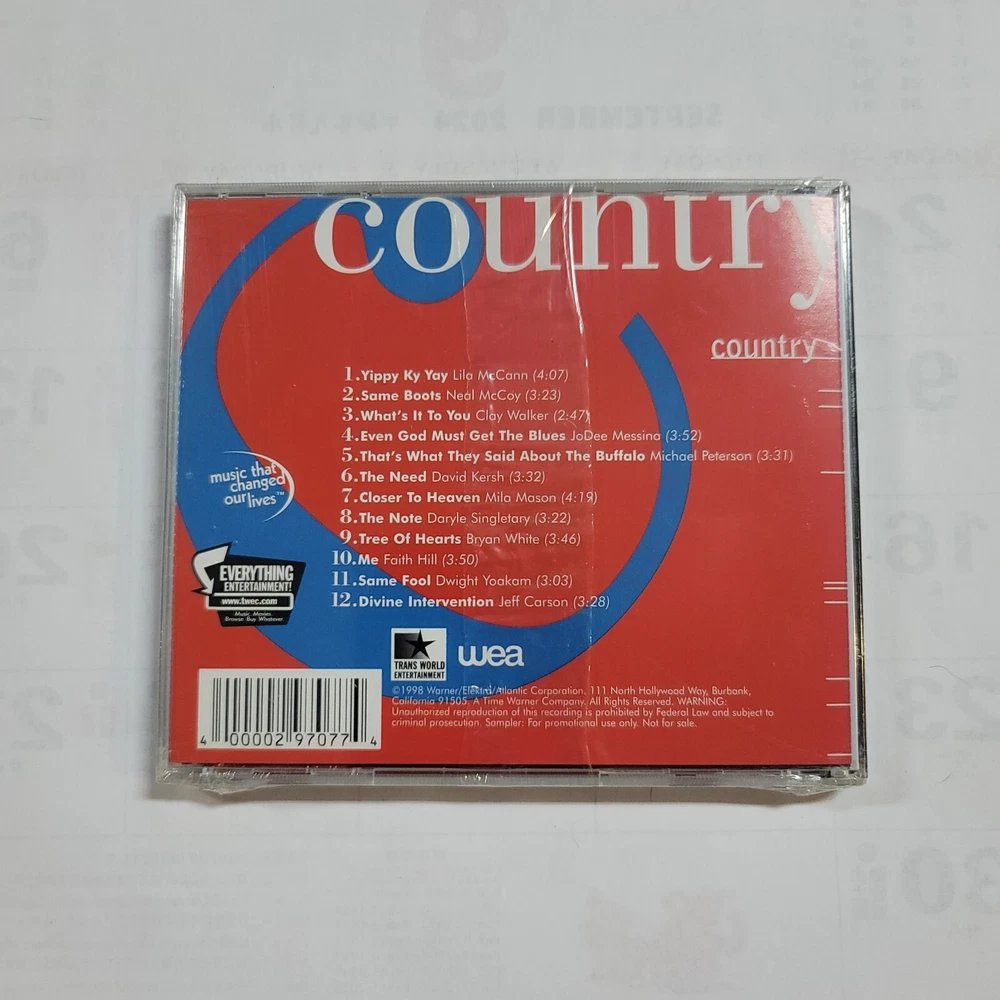 SEPTEMBER 2024
country
country
1. Yippy Ky Yay Lila McCann (4:07)
2. Same Boots Neal McCoy (3:23)
3. What's It To You Clay Walker (2:47)
4. Even God Must Get The Blues JoDee Messina (3:52)
5. That's What They Said About The Buffalo Michael Peterson (3:31)
6. The Need David Kersh (3:32)
7. Closer To Heaven Mila Mason (4:19)
8. The Note Daryle Singletary (3:22)
9. Tree Of Hearts Bryan White (3:46)
10. Me Faith Hill (3:50)
11. Same Fool Dwight Yoakam (3:03)
12. Divine Intervention Jeff Carson (3:28)
music that
changed
our lives™
EVERYTHING
ENTERTAINMENT!
www.twec.com
Music. Movies.
Browse. Buy. Whatever.
TRANS WORLD
ENTERTAINMENT
wea
©1998 Warner/Elektra/Atlantic Corporation. 111 North Hollywood Way, Burbank,
California 91505. A Time Warner Company. All Rights Reserved. WARNING:
Unauthorized reproduction of this recording is prohibited by Federal Law and subject to
criminal prosecution. Sampler: For promotional use only. Not for sale.
4 00002 97077 4